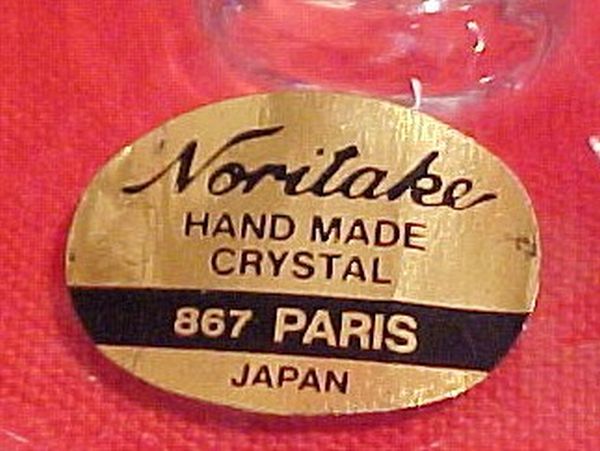 Noritake
HAND MADE
CRYSTAL
867 PARIS
JAPAN